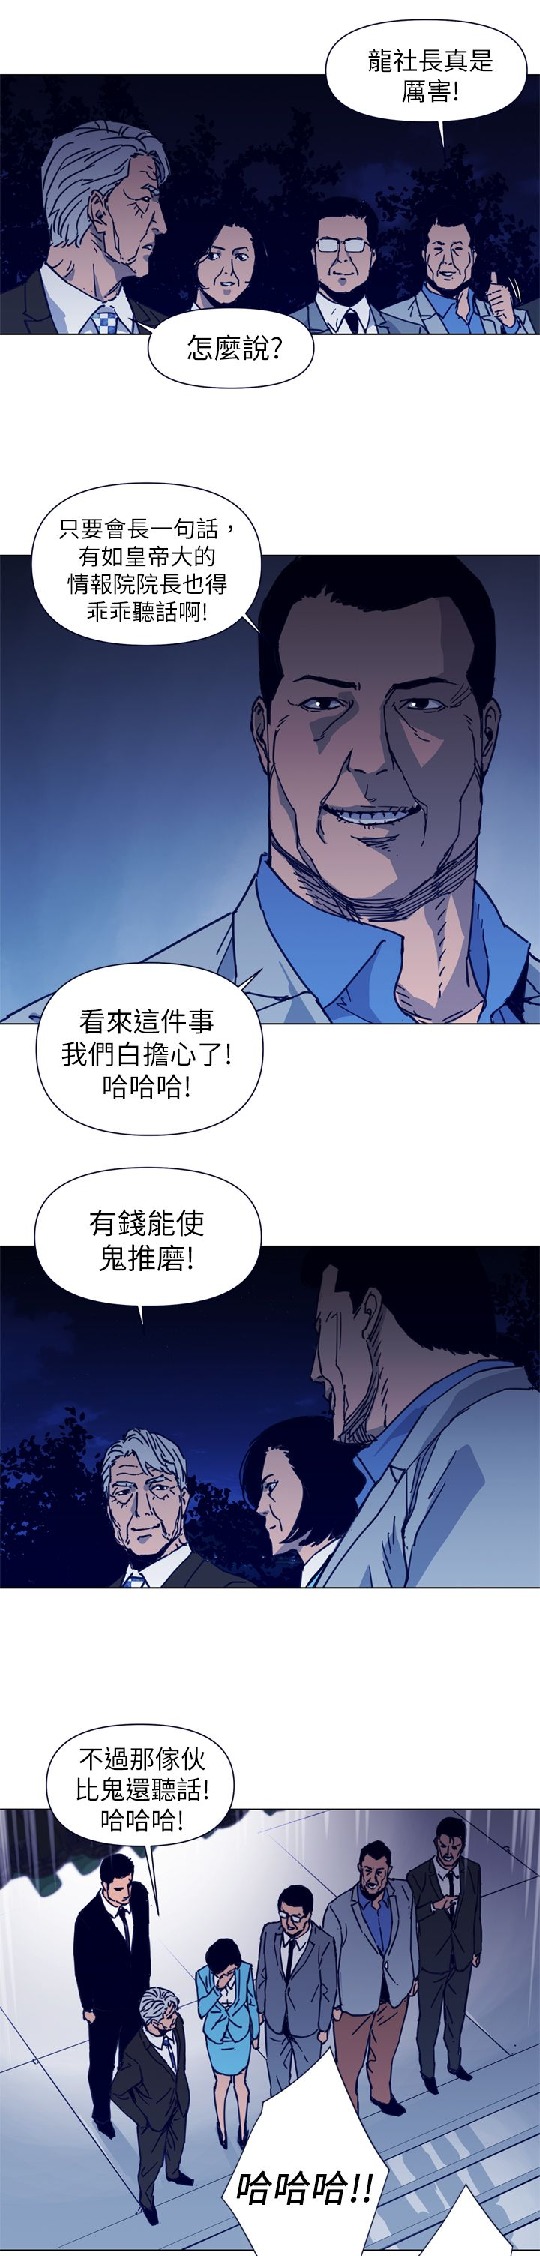 龍社長真是
厲害!
怎麼說?
只要會長一句話，
有如皇帝大的
情報院院長也得
乖乖聽話啊!
看來這件事
我們白擔心了!
哈哈哈!
有錢能使
鬼推磨!
不過那傢伙
比鬼還聽話!
哈哈哈!
哈哈哈!!